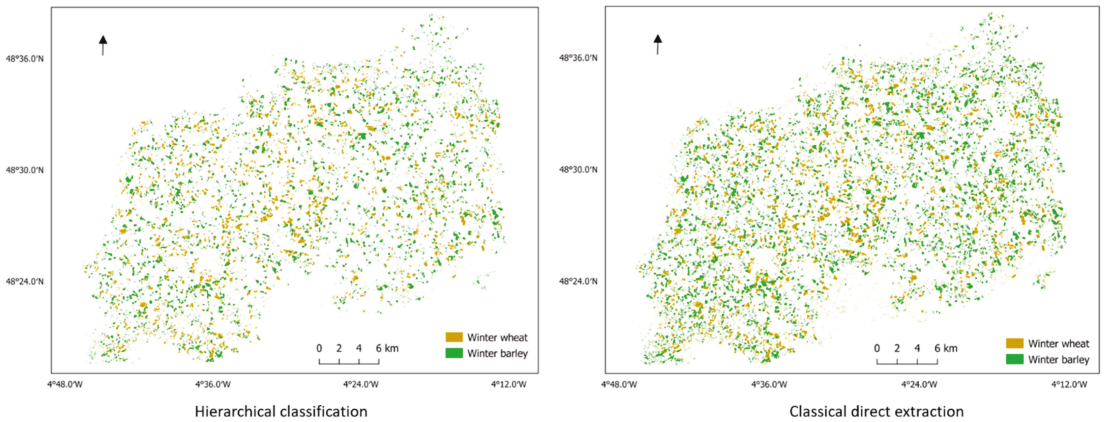 48°36.0'N
48°30.0'N
48°24.0'N
Winter wheat
Winter barley
0 2 4 6 km
4°48.0'W 4°36.0'W 4°24.0'W 4°12.0'W
Hierarchical classification
48°36.0'N
48°30.0'N
48°24.0'N
Winter wheat
Winter barley
0 2 4 6 km
4°48.0'W 4°36.0'W 4°24.0'W 4°12.0'W
Classical direct extraction